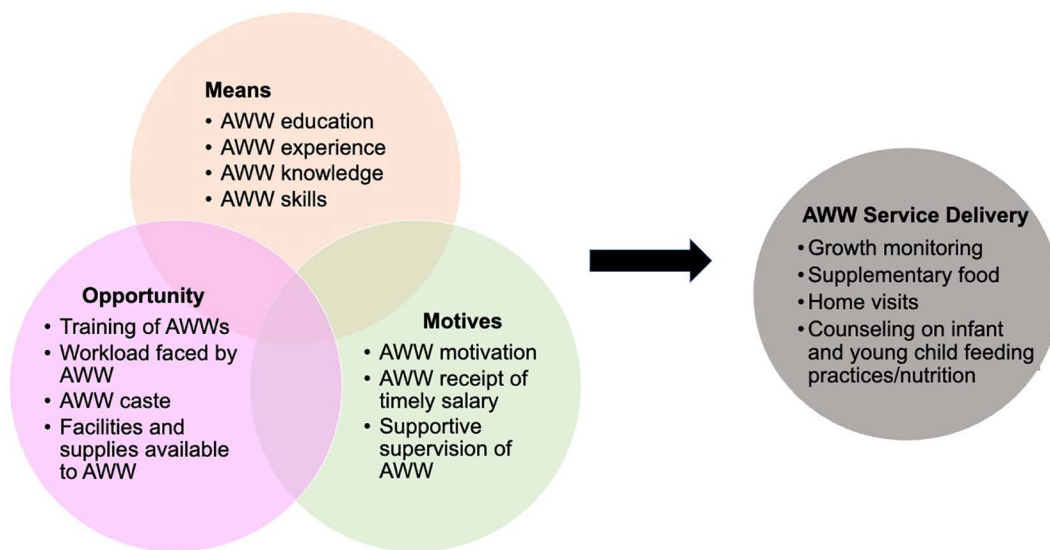 Means
• AWW education
• AWW experience
• AWW knowledge
• AWW skills
Opportunity
• Training of AWWs
• Workload faced by
AWW
• AWW caste
• Facilities and
supplies available
to AWW
Motives
• AWW motivation
• AWW receipt of
timely salary
• Supportive
supervision of
AWW
AWW Service Delivery
• Growth monitoring
• Supplementary food
• Home visits
• Counseling on infant
and young child feeding
practices/nutrition